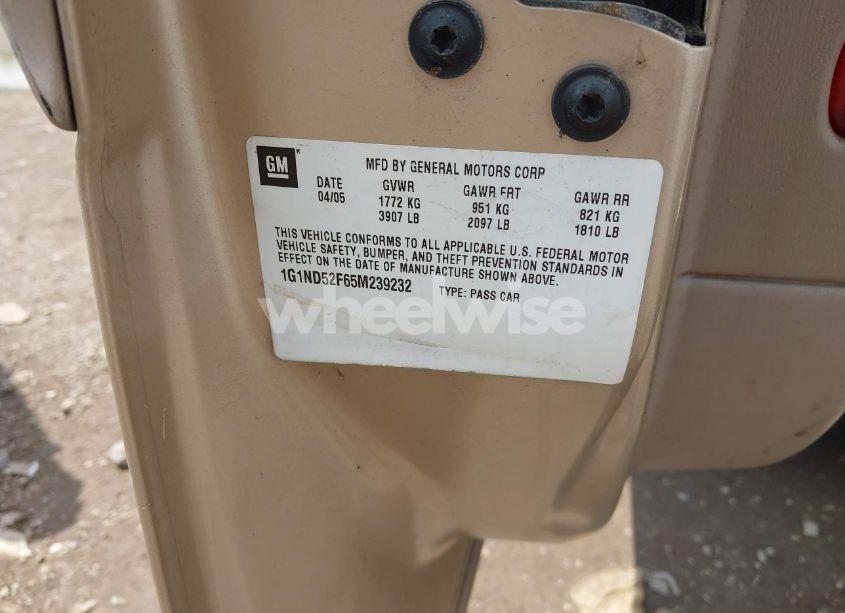 GM
MFD BY GENERAL MOTORS CORP
DATE GVWR GAWR FRT GAWR RR
04/05 1772 KG 951 KG 821 KG
3907 LB 2097 LB 1810 LB
THIS VEHICLE CONFORMS TO ALL APPLICABLE U.S. FEDERAL MOTOR
VEHICLE SAFETY, BUMPER, AND THEFT PREVENTION STANDARDS IN
EFFECT ON THE DATE OF MANUFACTURE SHOWN ABOVE.
1G1ND52F65M239232 TYPE: PASS CAR
wheelwise